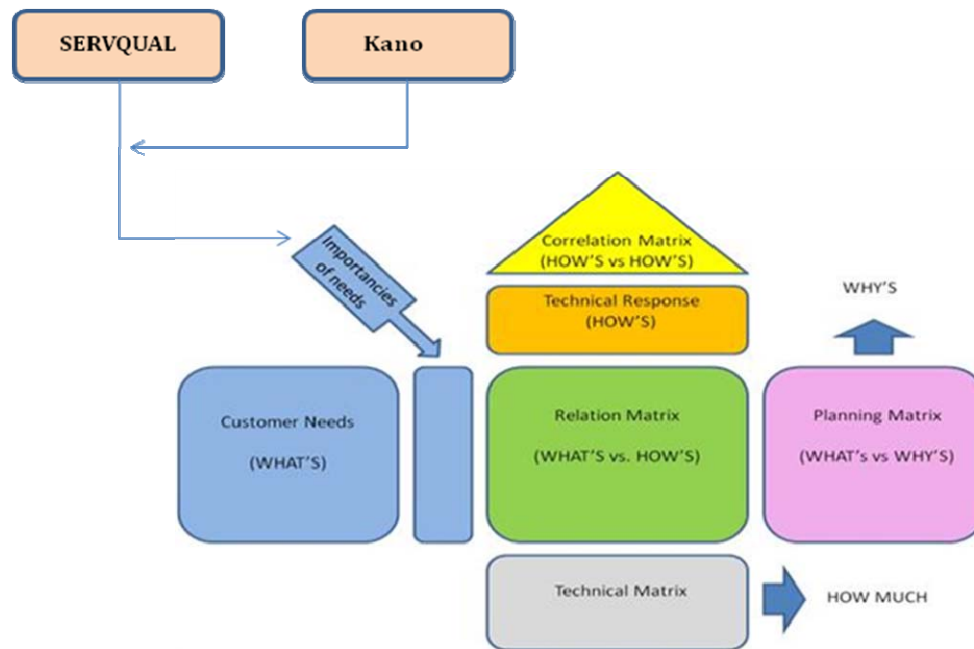 SERVQUAL
Kano
Importancies
of needs
Correlation Matrix
(HOW'S vs HOW'S)
Technical Response
(HOW'S)
WHY'S
Customer Needs
(WHAT'S)
Relation Matrix
(WHAT'S vs. HOW'S)
Planning Matrix
(WHAT's vs WHY'S)
Technical Matrix
HOW MUCH